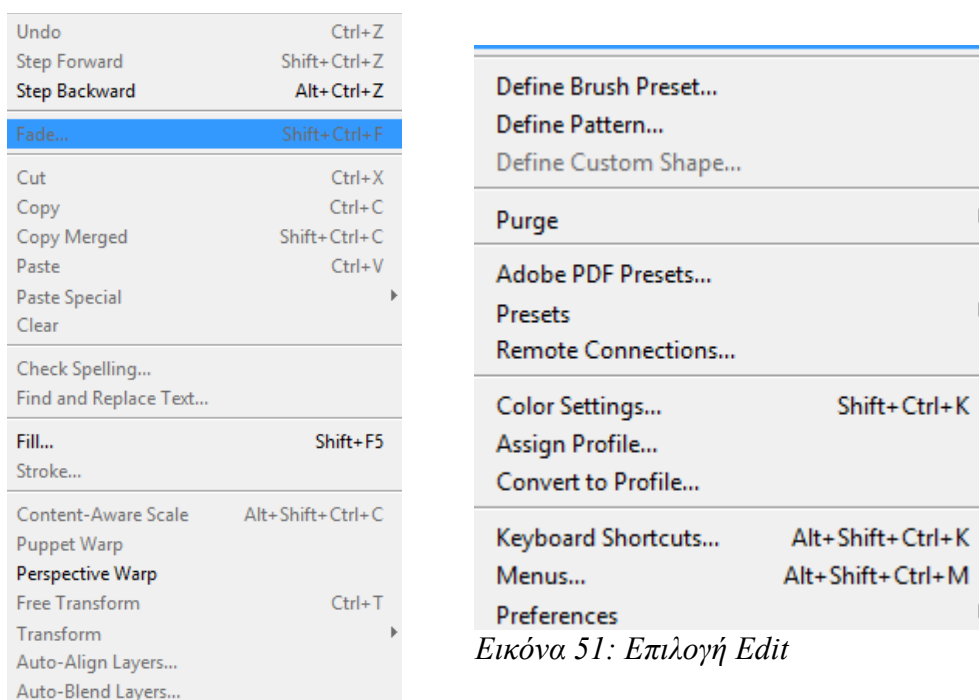 Undo Ctrl+Z
Step Forward Shift+Ctrl+Z
Step Backward Alt+Ctrl+Z
Fade... Shift+Ctrl+F
Cut Ctrl+X
Copy Ctrl+C
Copy Merged Shift+Ctrl+C
Paste Ctrl+V
Paste Special
Clear
Check Spelling...
Find and Replace Text...
Fill... Shift+F5
Stroke...
Content-Aware Scale Alt+Shift+Ctrl+C
Puppet Warp
Perspective Warp
Free Transform Ctrl+T
Transform
Auto-Align Layers...
Auto-Blend Layers...
Define Brush Preset...
Define Pattern...
Define Custom Shape...
Purge
Adobe PDF Presets...
Presets
Remote Connections...
Color Settings... Shift+Ctrl+K
Assign Profile...
Convert to Profile...
Keyboard Shortcuts... Alt+Shift+Ctrl+K
Menus... Alt+Shift+Ctrl+M
Preferences
Εικόνα 51: Επιλογή Edit